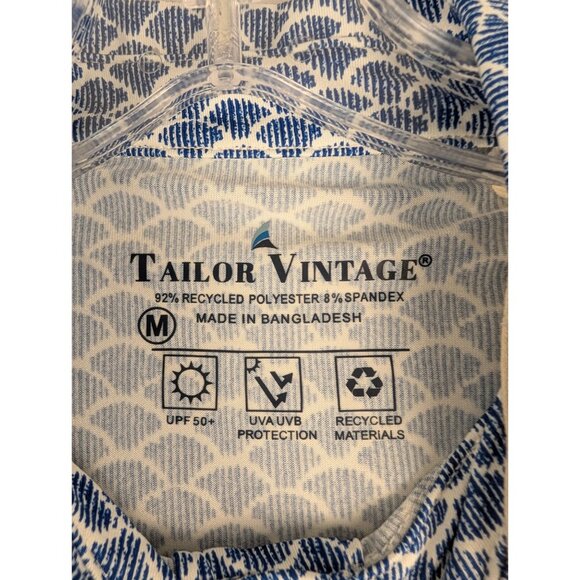 TAILOR VINTAGE®
92% RECYCLED POLYESTER 8% SPANDEX
M
MADE IN BANGLADESH
UPF 50+
UVA UVB
PROTECTION
RECYCLED
MATERIALS